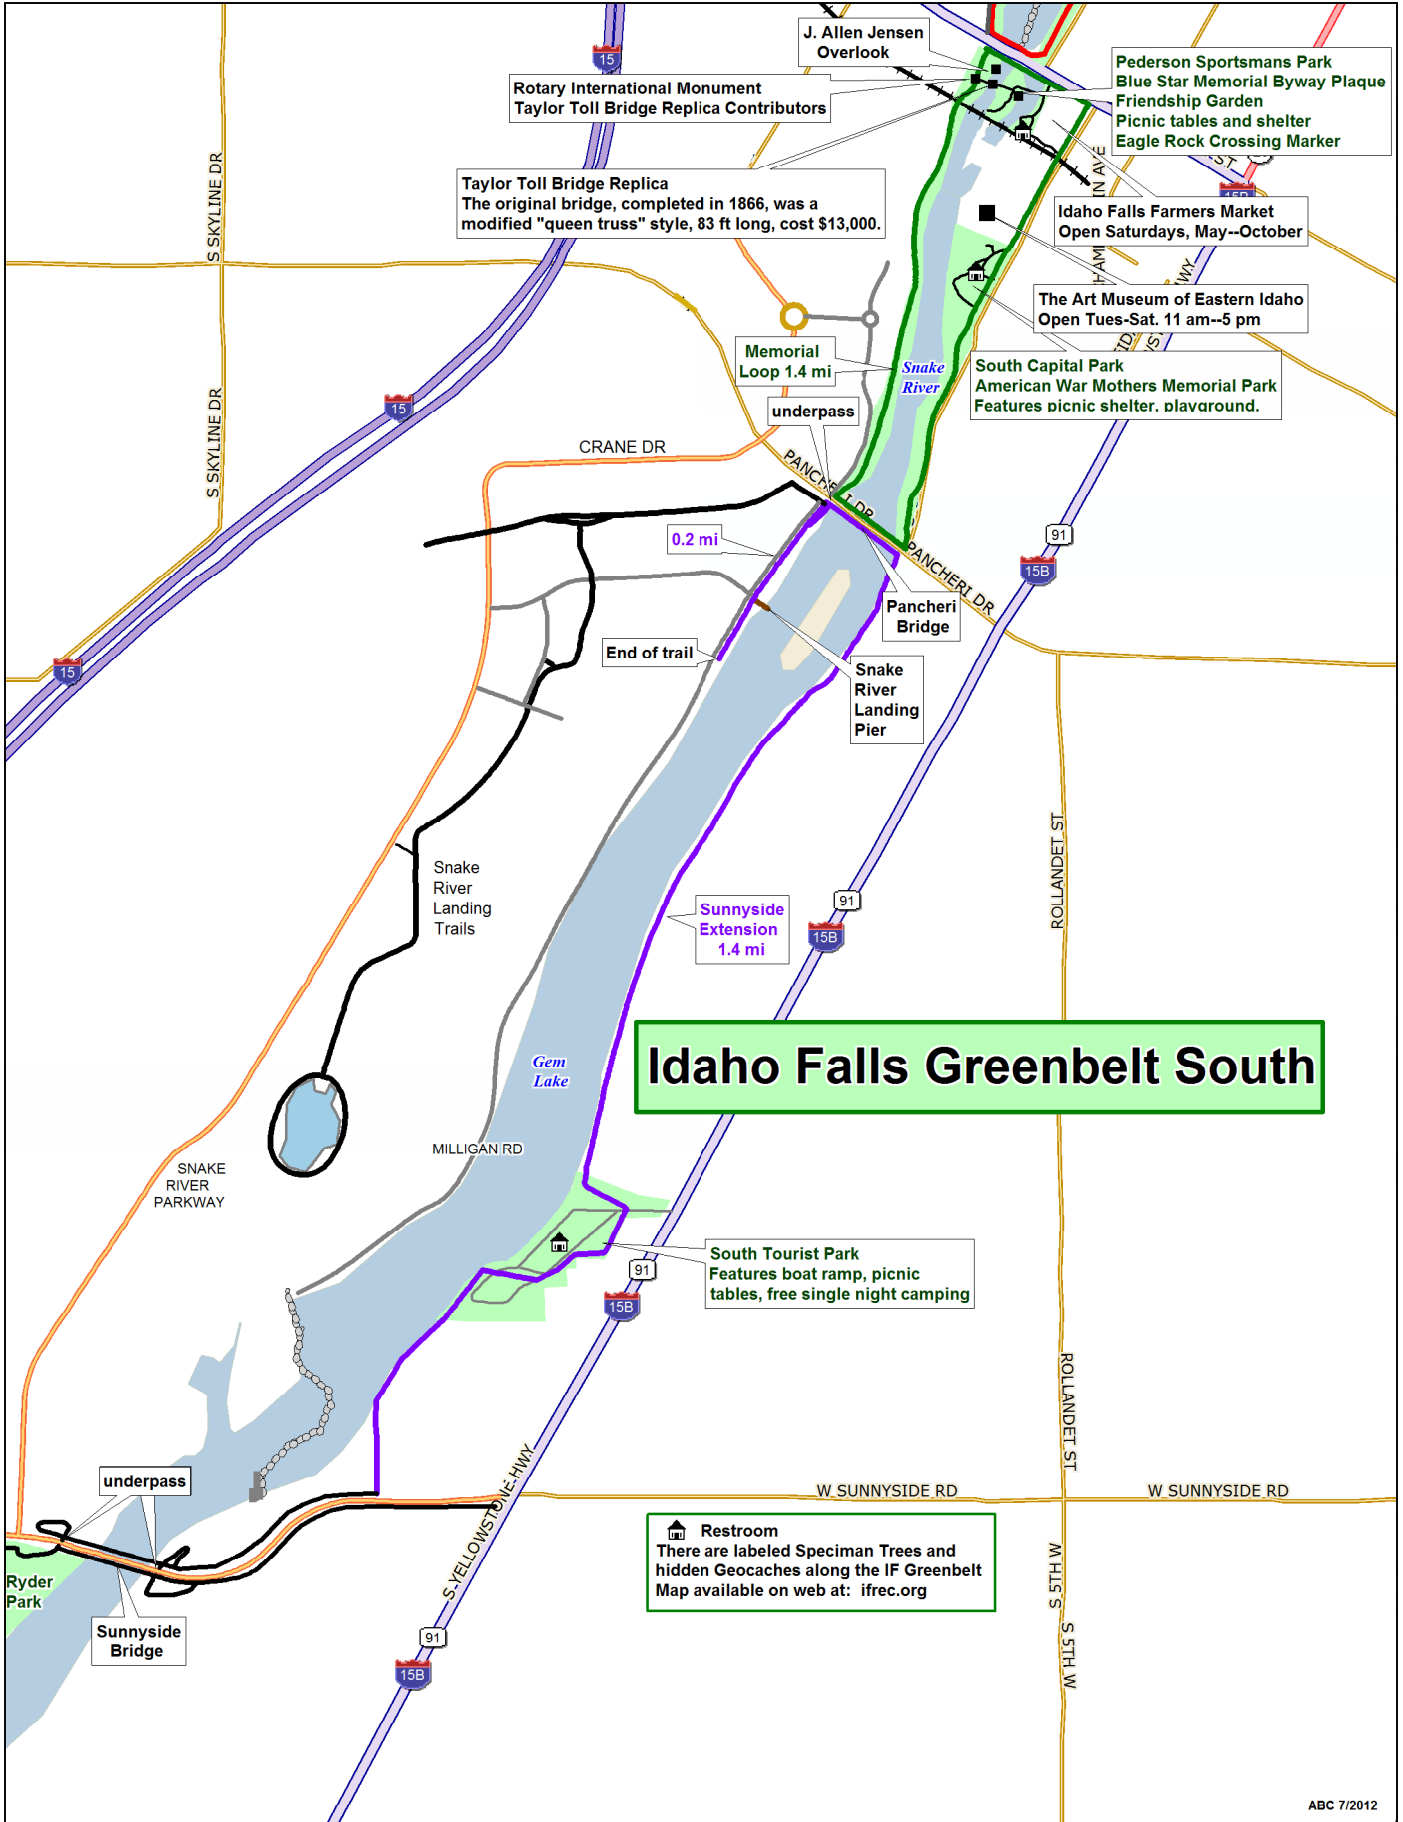 J. Allen Jensen
Overlook
15
Rotary International Monument
Taylor Toll Bridge Replica Contributors
Pederson Sportsmans Park
Blue Star Memorial Byway Plaque
Friendship Garden
Picnic tables and shelter
Eagle Rock Crossing Marker
S SKYLINE DR
Taylor Toll Bridge Replica
The original bridge, completed in 1866, was a
modified "queen truss" style, 83 ft long, cost $13,000.
Idaho Falls Farmers Market
Open Saturdays, May--October
The Art Museum of Eastern Idaho
Open Tues-Sat. 11 am--5 pm
Memorial
Loop 1.4 mi
Snake
River
South Capital Park
American War Mothers Memorial Park
Features picnic shelter, playground.
15
S SKYLINE DR
underpass
CRANE DR
PANCHERI DR
0.2 mi
91
15B
PANCHERI DR
Pancheri
Bridge
End of trail
15
Snake
River
Landing
Pier
ROLLANDET ST
Snake
River
Landing
Trails
91
15B
Sunnyside
Extension
1.4 mi
Idaho Falls Greenbelt South
Gem
Lake
MILLIGAN RD
SNAKE
RIVER
PARKWAY
South Tourist Park
Features boat ramp, picnic
tables, free single night camping
91
15B
ROLLANDET ST
underpass
S YELLOWSTONE HWY
W SUNNYSIDE RD
W SUNNYSIDE RD
Restroom
There are labeled Speciman Trees and
hidden Geocaches along the IF Greenbelt
Map available on web at: ifrec.org
S 5TH W
S 5TH W
Ryder
Park
Sunnyside
Bridge
91
15B
ABC 7/2012